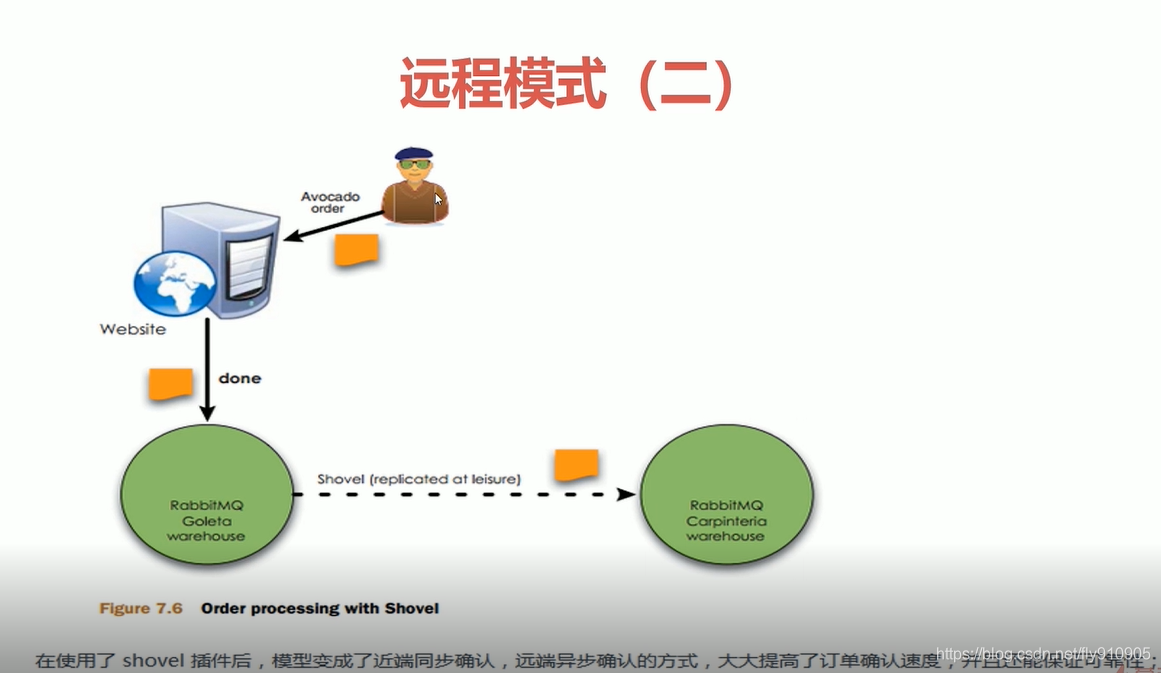 远程模式（二）
Avocado
order
Website
done
Shovel (replicated at leisure)
RabbitMQ
Goleta
warehouse
RabbitMQ
Carpinteria
warehouse
Figure 7.6 Order processing with Shovel
在使用了 shovel 插件后，模型变成了近端同步确认，远端异步确认的方式，大大提高了订单确认速度，并且还能保证可靠性；
https://blog.csdn.net/fly910905